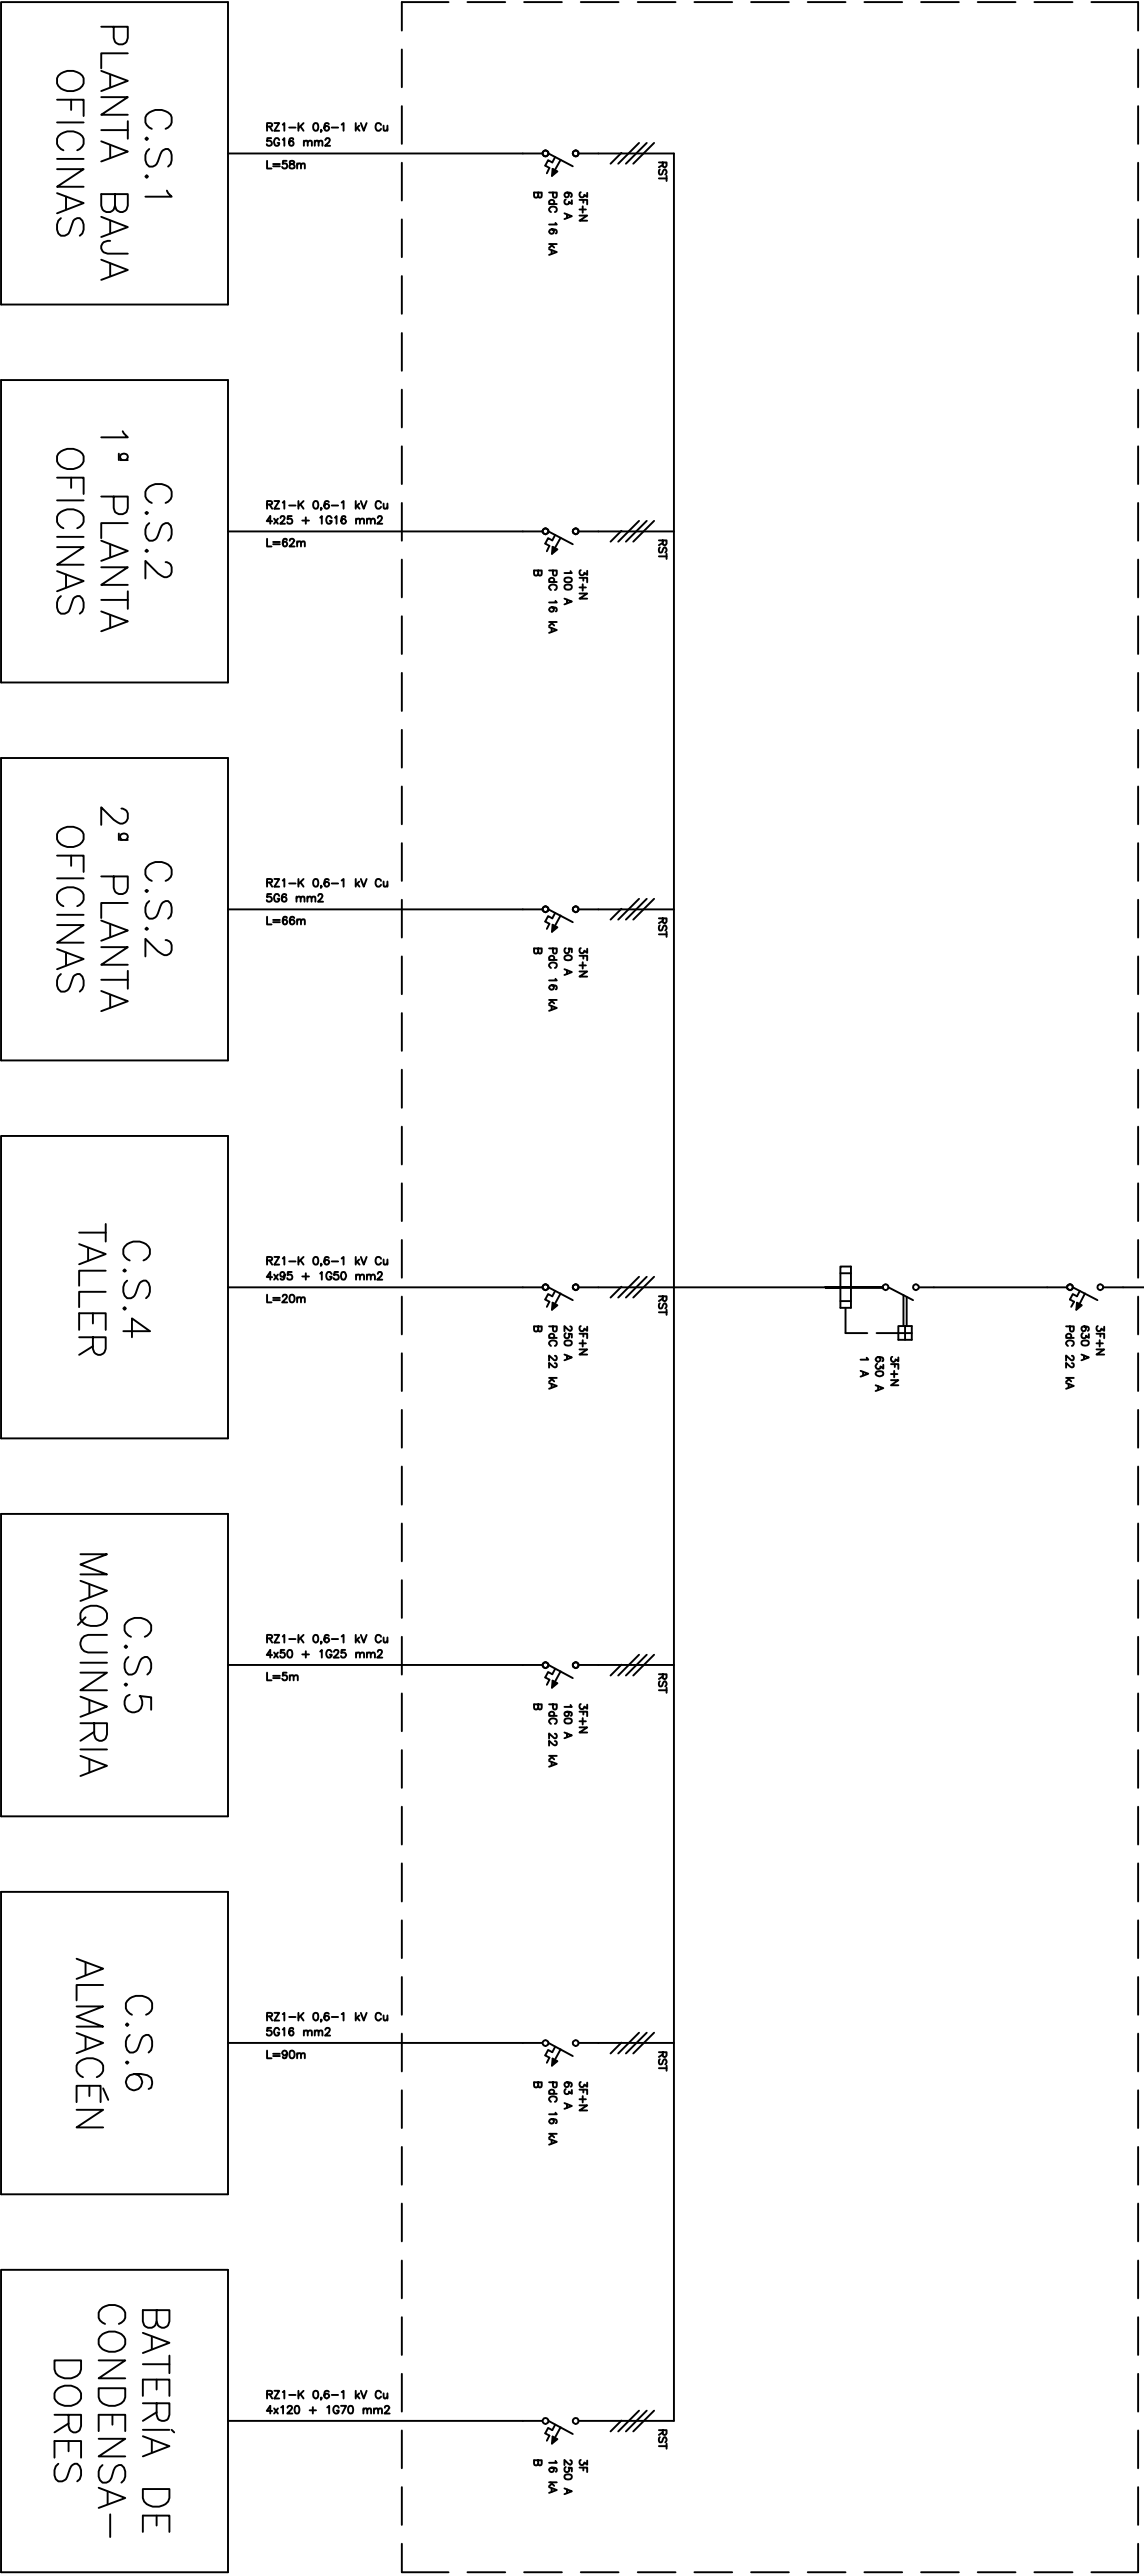 3F+N
630 A
PdC 22 kA
3F+N
630 A
1 A
RST
3F+N
63 A
PdC 16 kA
B
RZ1-K 0,6-1 kV Cu
5G16 mm2
L=58m
C.S.1
PLANTA BAJA
OFICINAS
RST
3F+N
100 A
PdC 16 kA
B
RZ1-K 0,6-1 kV Cu
4x25 + 1G16 mm2
L=62m
C.S.2
1ª PLANTA
OFICINAS
RST
3F+N
50 A
PdC 16 kA
B
RZ1-K 0,6-1 kV Cu
5G6 mm2
L=66m
C.S.2
2ª PLANTA
OFICINAS
RST
3F+N
250 A
PdC 22 kA
B
RZ1-K 0,6-1 kV Cu
4x95 + 1G50 mm2
L=20m
C.S.4
TALLER
RST
3F+N
160 A
PdC 22 kA
B
RZ1-K 0,6-1 kV Cu
4x50 + 1G25 mm2
L=5m
C.S.5
MAQUINARIA
RST
3F+N
63 A
PdC 16 kA
B
RZ1-K 0,6-1 kV Cu
5G16 mm2
L=90m
C.S.6
ALMACÉN
RST
3F
250 A
16 kA
B
RZ1-K 0,6-1 kV Cu
4x120 + 1G70 mm2
BATERÍA DE
CONDENSA-
DORES